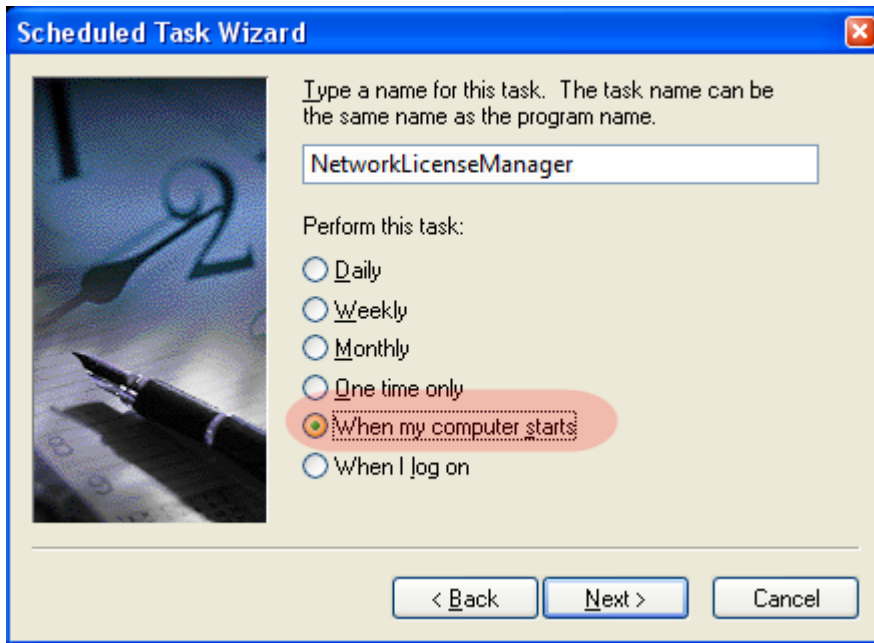 Scheduled Task Wizard
Type a name for this task. The task name can be
the same name as the program name.
NetworkLicenseManager
Perform this task:
Daily
Weekly
Monthly
One time only
When my computer starts
When I log on
< Back
Next >
Cancel
2